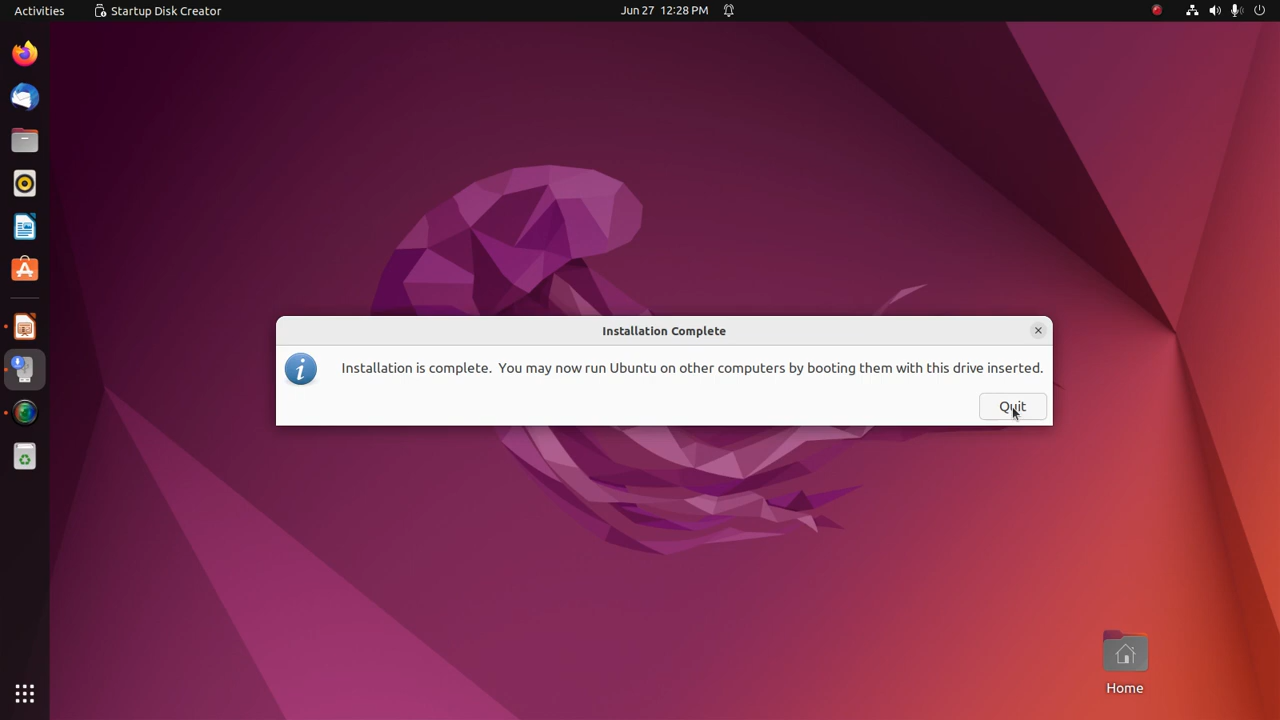 Activities Startup Disk Creator Jun 27 12:28 PM
Installation Complete
Installation is complete. You may now run Ubuntu on other computers by booting them with this drive inserted.
Quit
Home